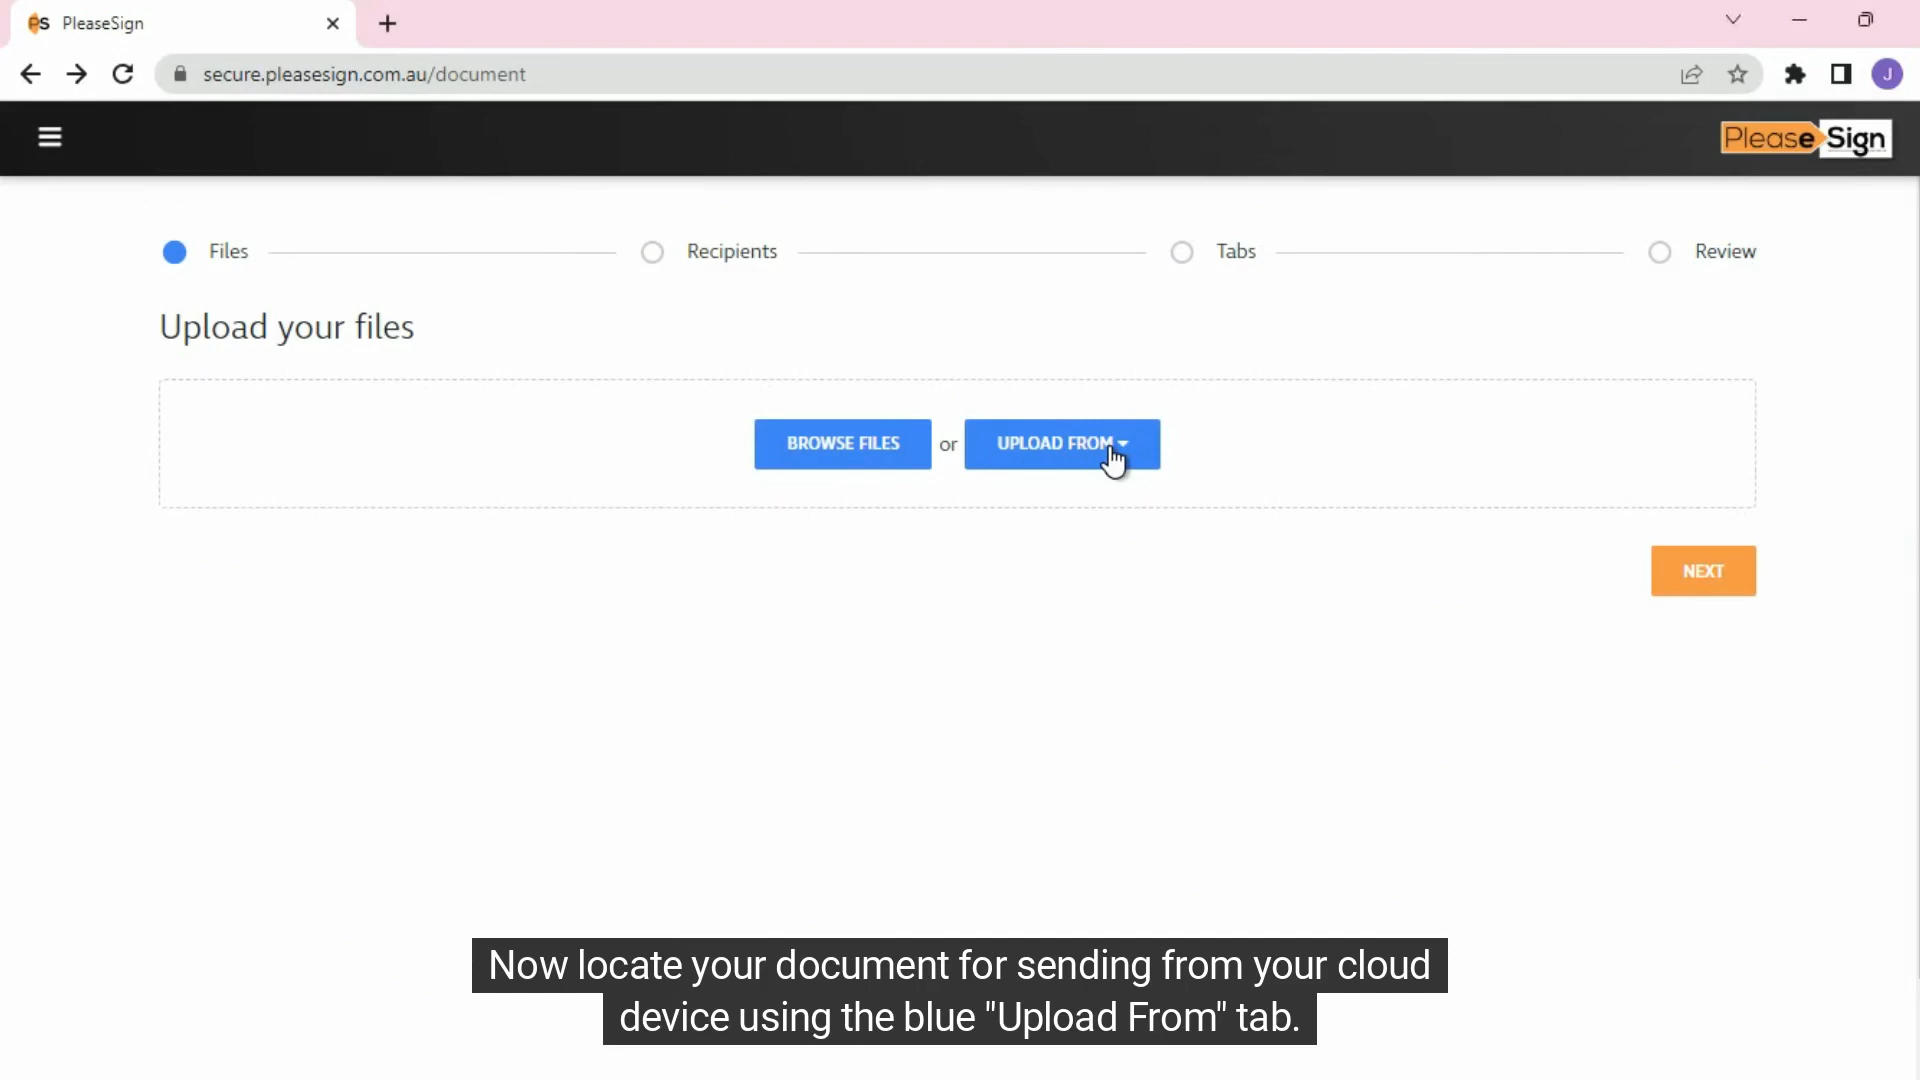 PS PleaseSign
secure.pleasesign.com.au/document
J
PleaseSign
Files
Recipients
Tabs
Review
Upload your files
BROWSE FILES or UPLOAD FROM
NEXT
Now locate your document for sending from your cloud
device using the blue "Upload From" tab.